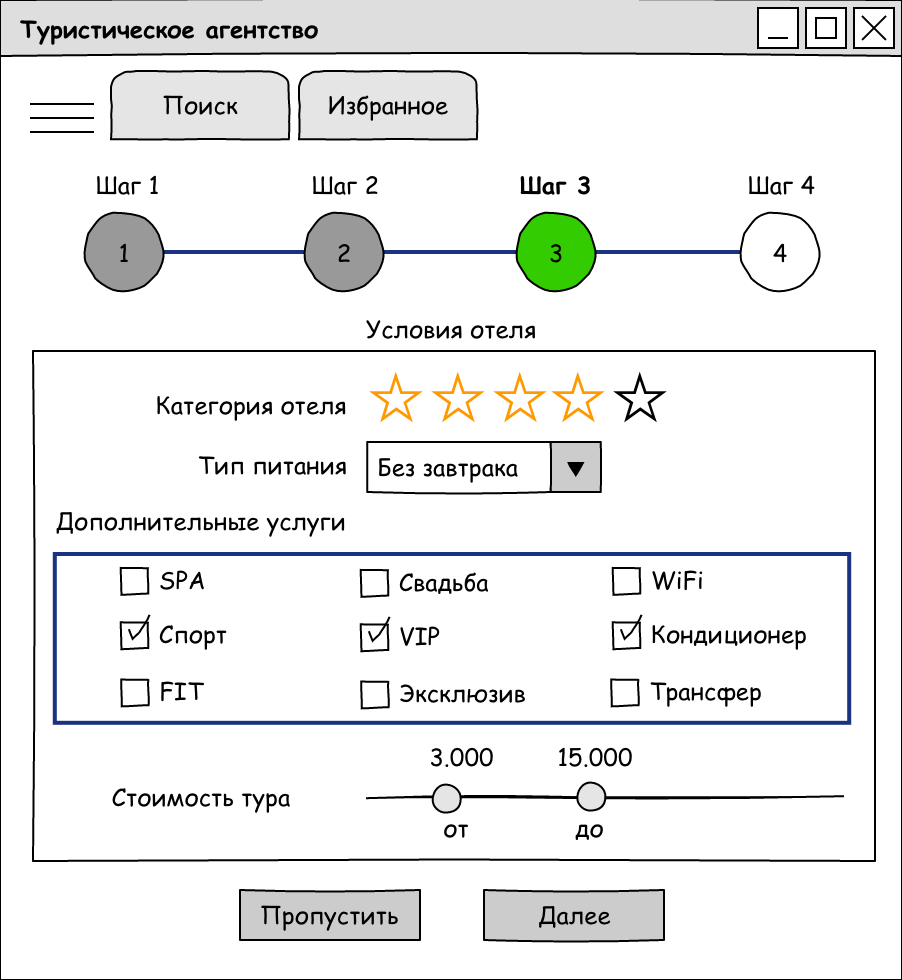 Туристическое агентство
Поиск Избранное
Шаг 1 Шаг 2 Шаг 3 Шаг 4
1 2 3 4
Условия отеля
Категория отеля
Тип питания Без завтрака
Дополнительные услуги
SPA Свадьба WiFi
Спорт VIP Кондиционер
FIT Эксклюзив Трансфер
3.000 15.000
Стоимость тура
от до
Пропустить Далее